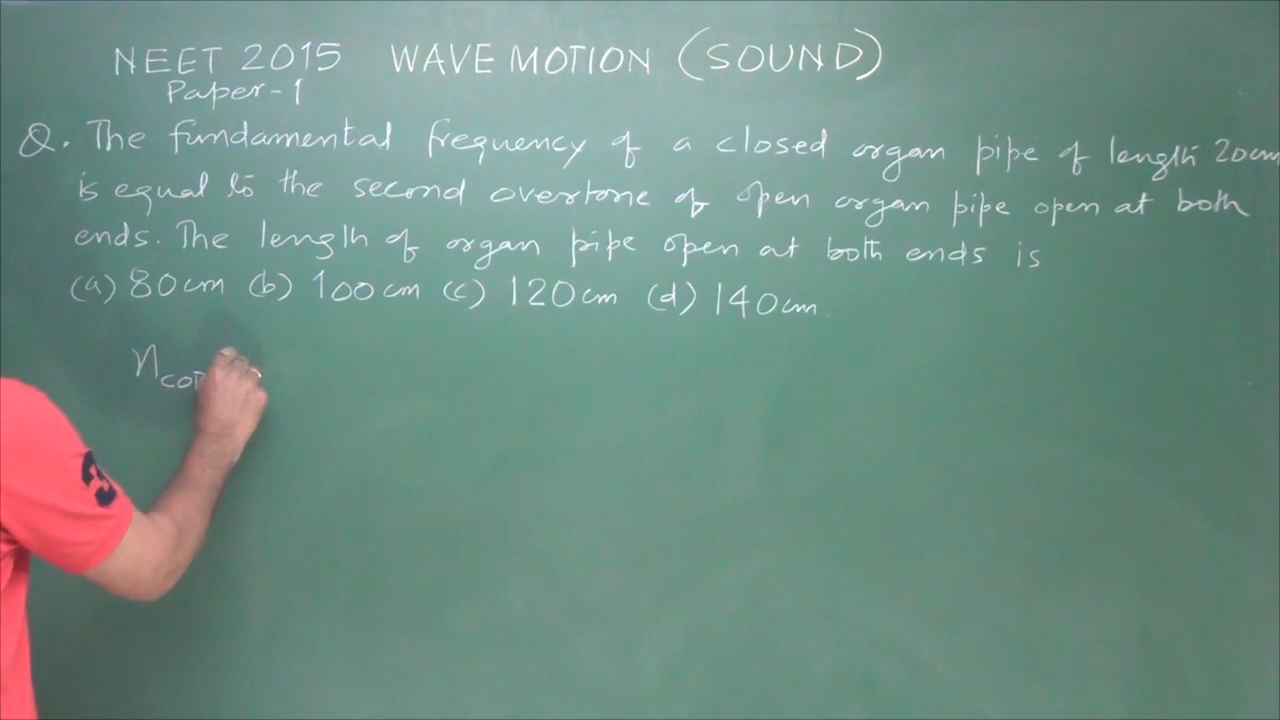 NEET 2015 WAVE MOTION (SOUND)
Paper-1
Q. The fundamental frequency of a closed organ pipe of length 20cm
is equal to the second overtone of open organ pipe open at both
ends. The length of organ pipe open at both ends is
(a) 80cm (b) 100cm (c) 120cm (d) 140cm.
3